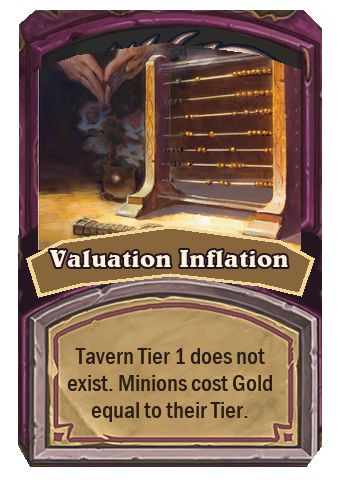 Valuation Inflation
Tavern Tier 1 does not
exist. Minions cost Gold
equal to their Tier.